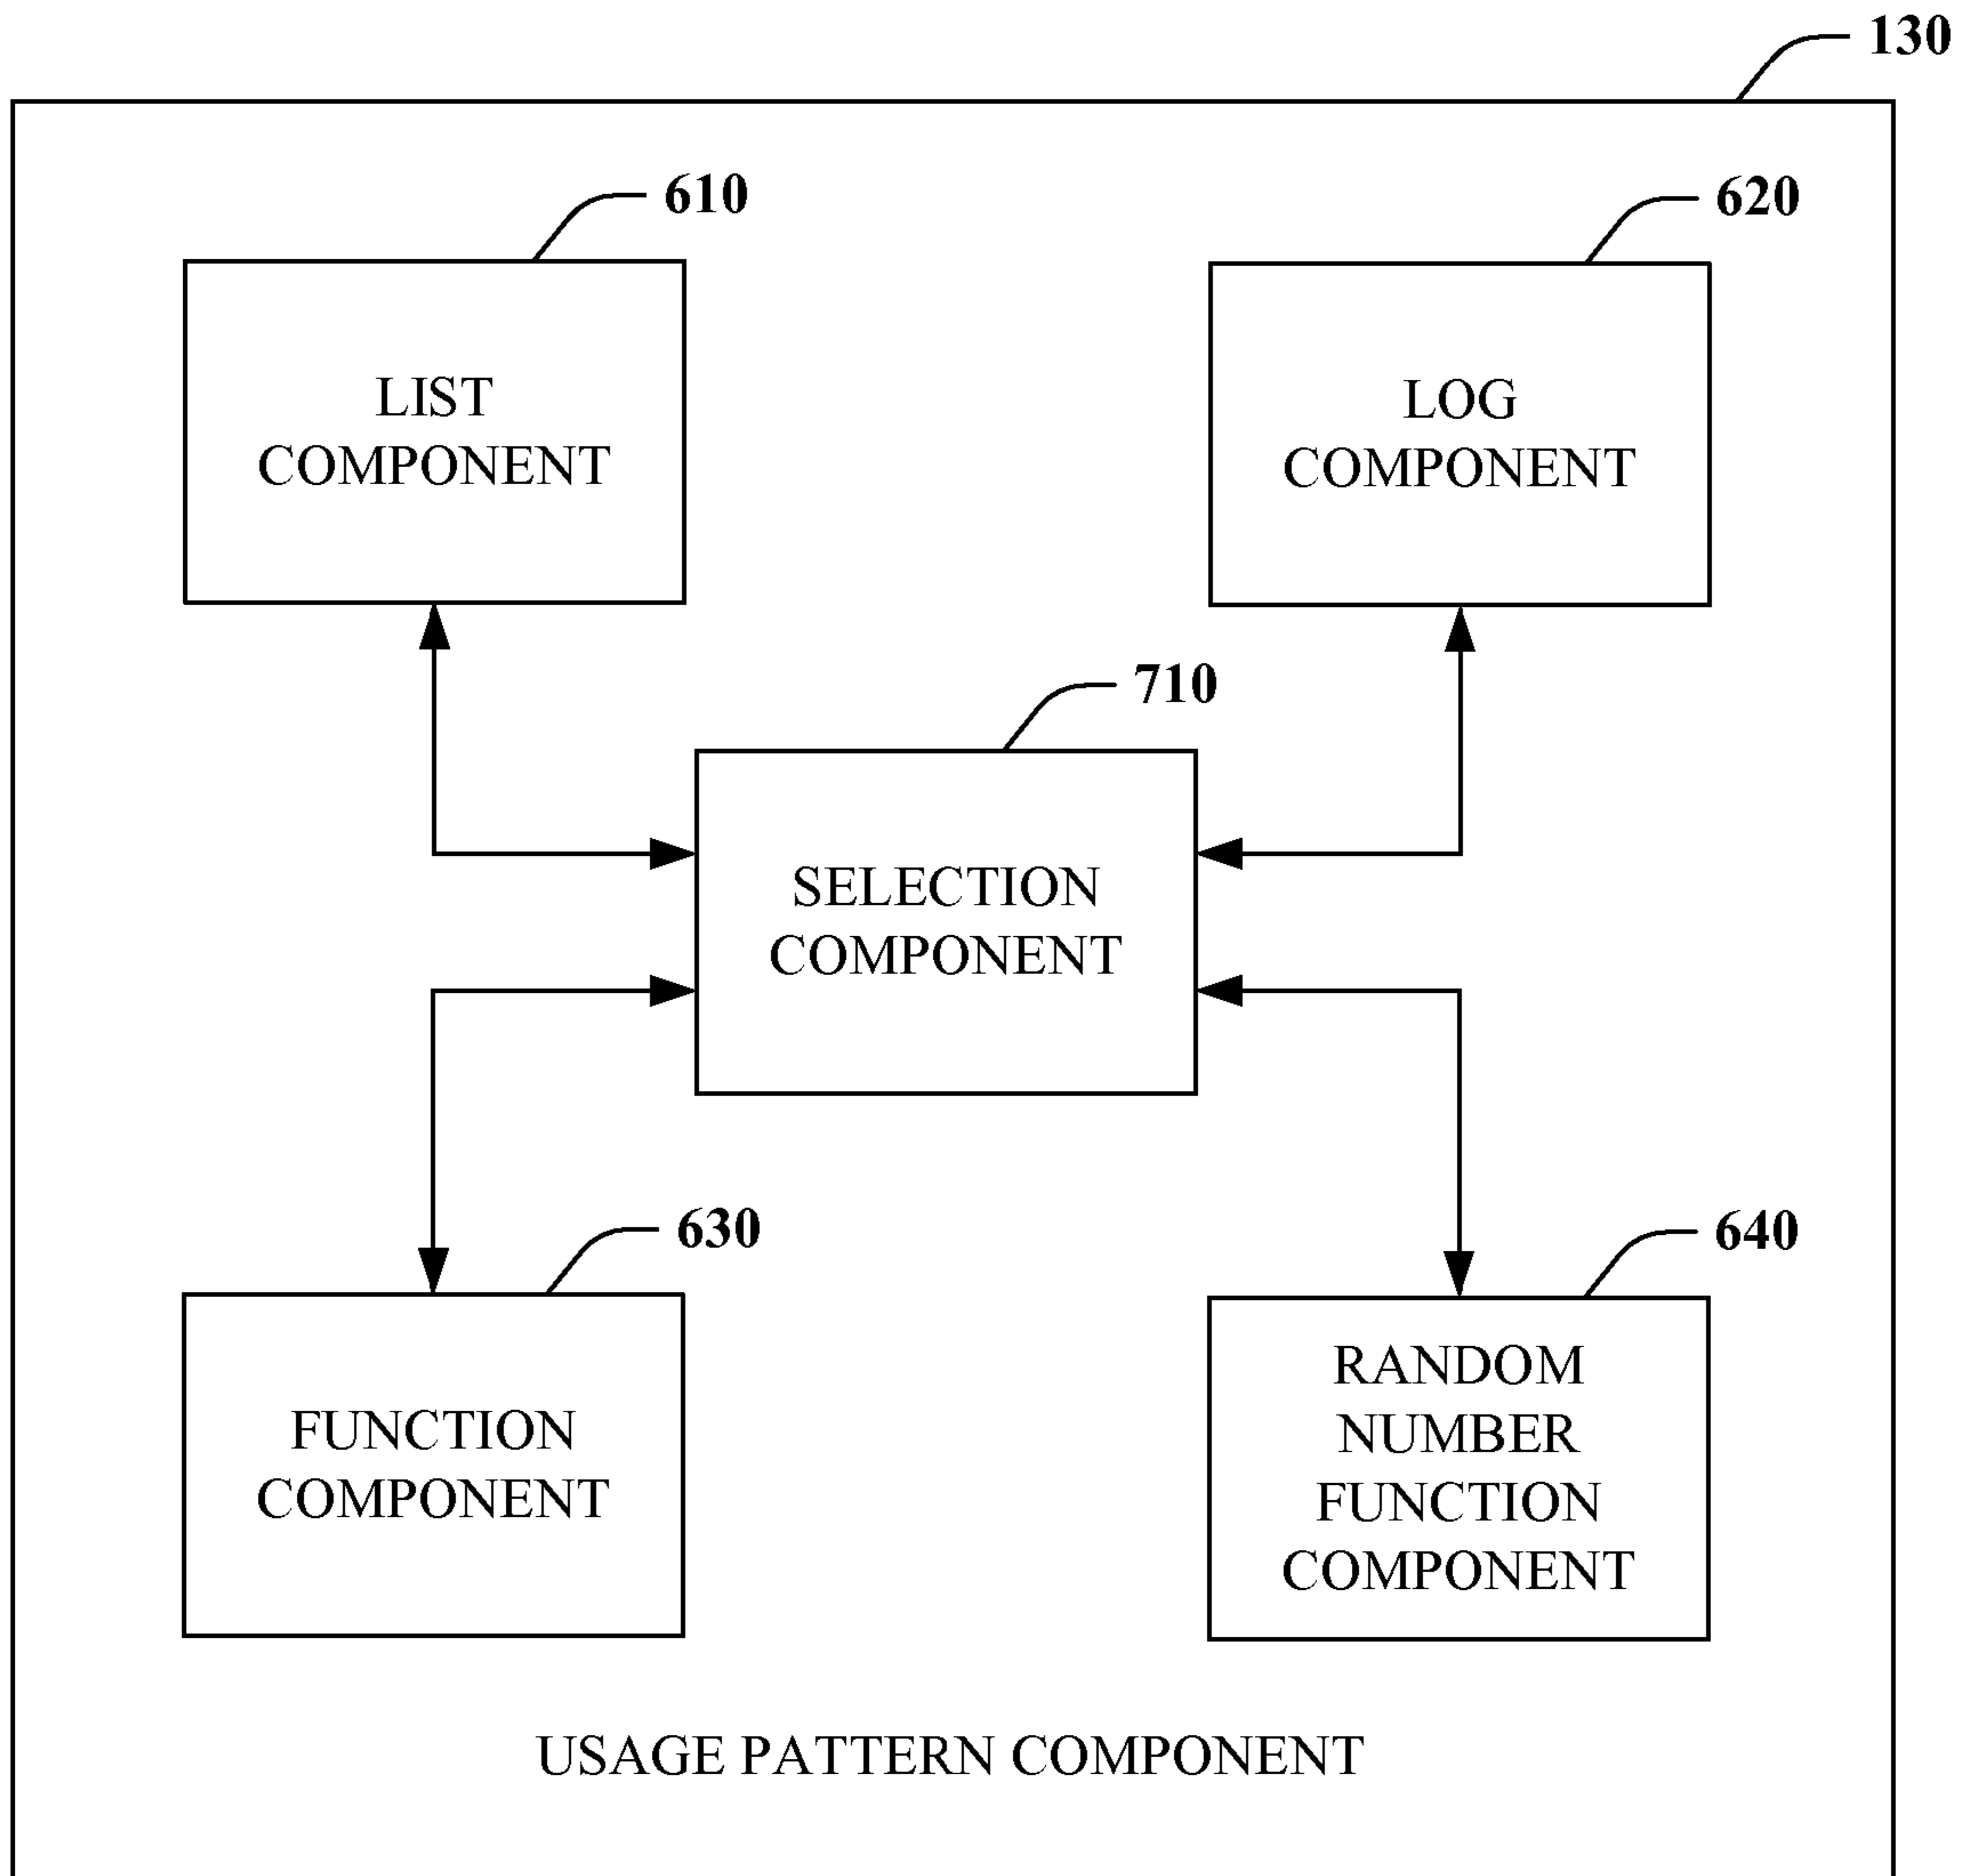 130
610
620
LIST
COMPONENT
LOG
COMPONENT
710
SELECTION
COMPONENT
630
640
FUNCTION
COMPONENT
RANDOM
NUMBER
FUNCTION
COMPONENT
USAGE PATTERN COMPONENT